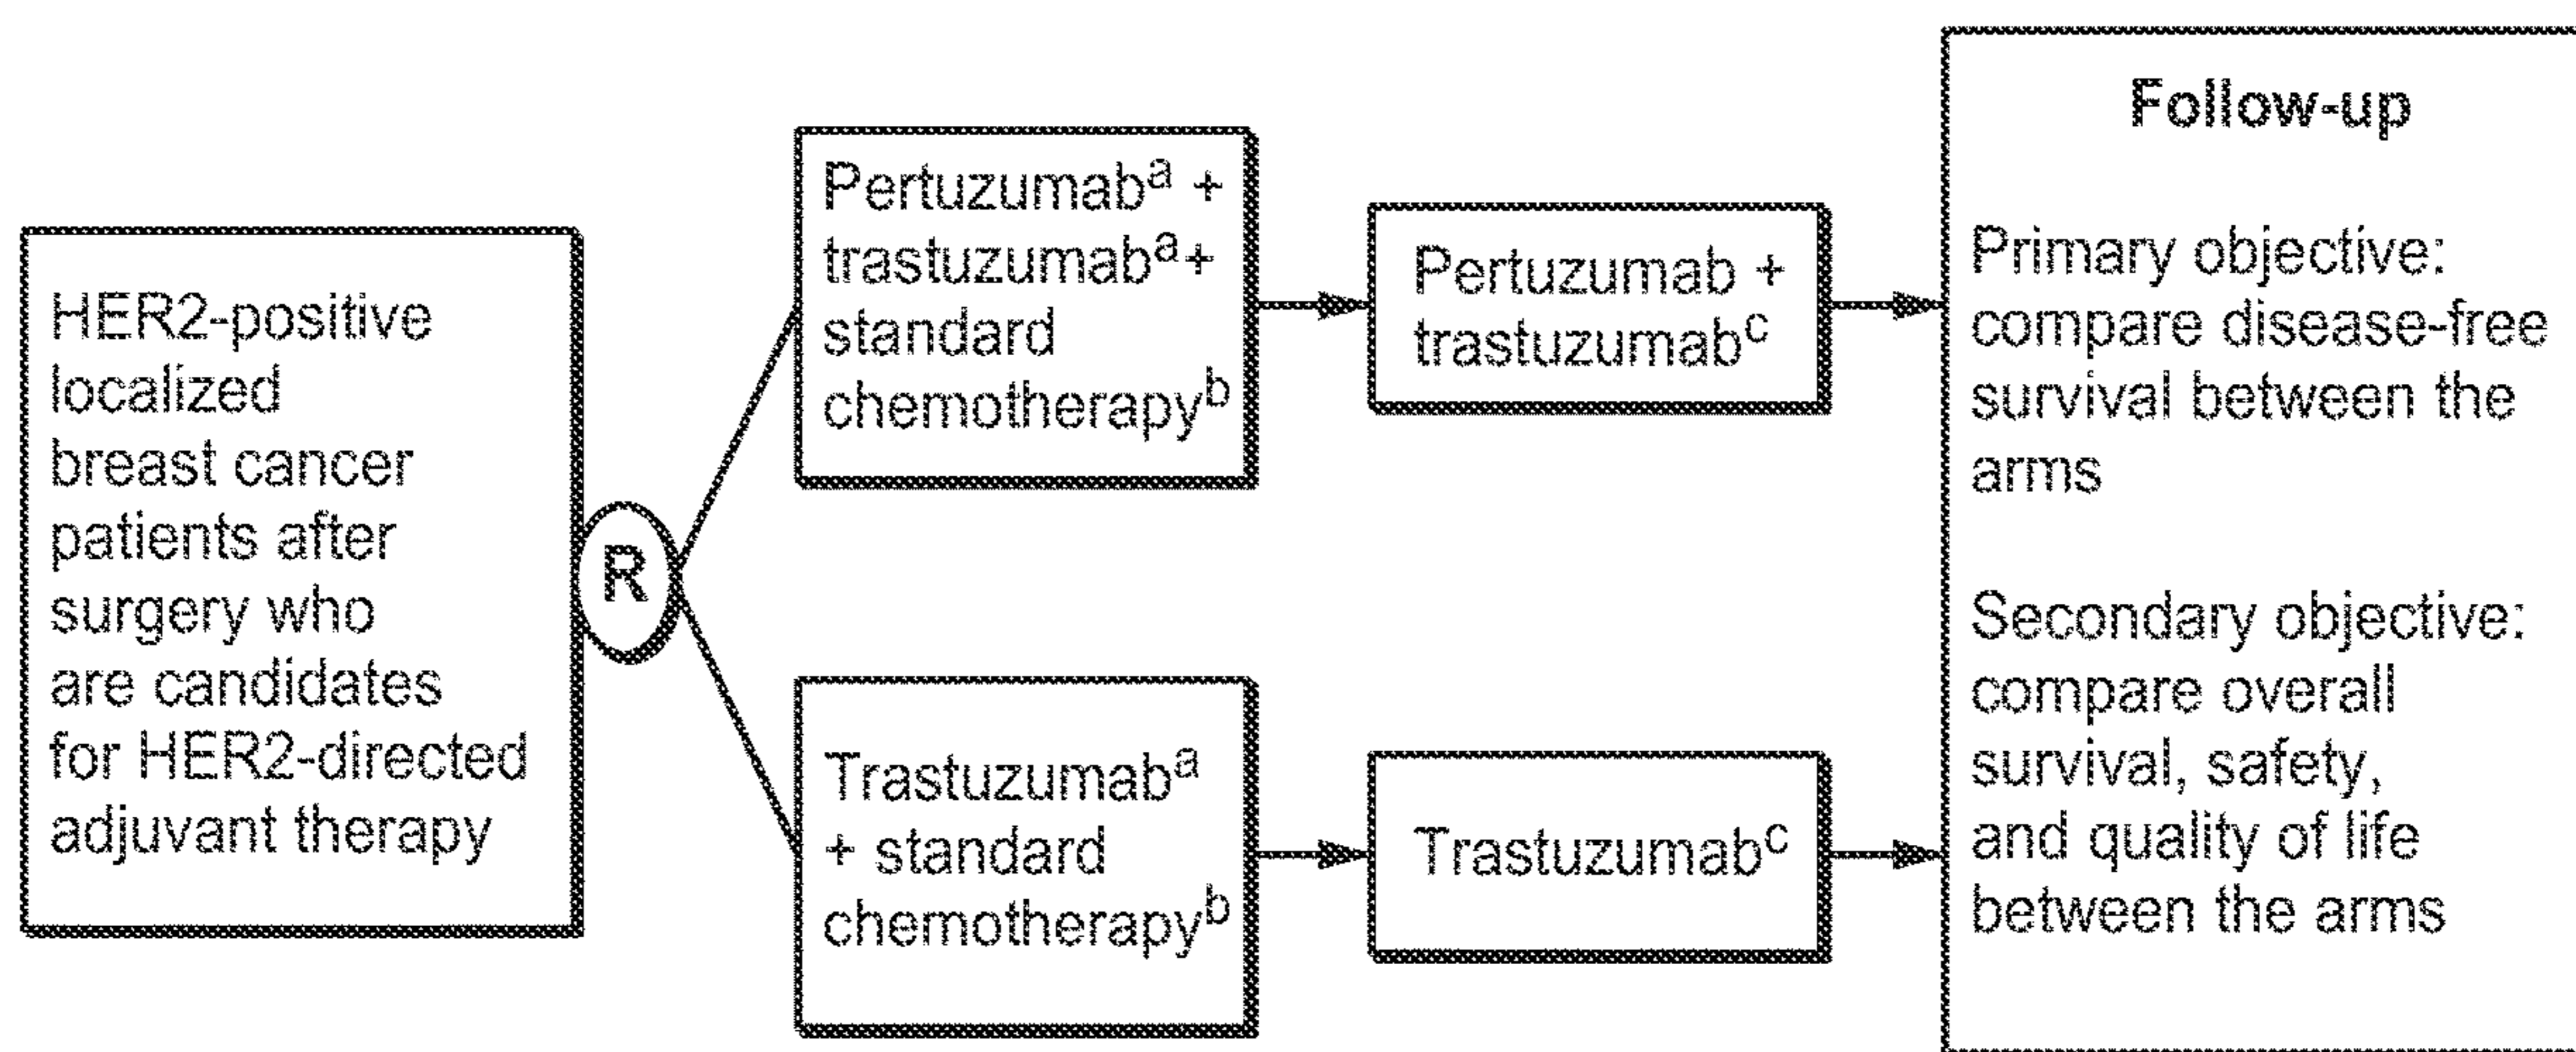 HER2-positive
localized
breast cancer
patients after
surgery who
are candidates
for HER2-directed
adjuvant therapy
R
Pertuzumabᵃ +
trastuzumabᵃ+
standard
chemotherapyᵇ
Pertuzumab +
trastuzumabᶜ
Trastuzumabᵃ
+ standard
chemotherapyᵇ
Trastuzumabᶜ
Follow-up
Primary objective:
compare disease-free
survival between the
arms
Secondary objective:
compare overall
survival, safety,
and quality of life
between the arms